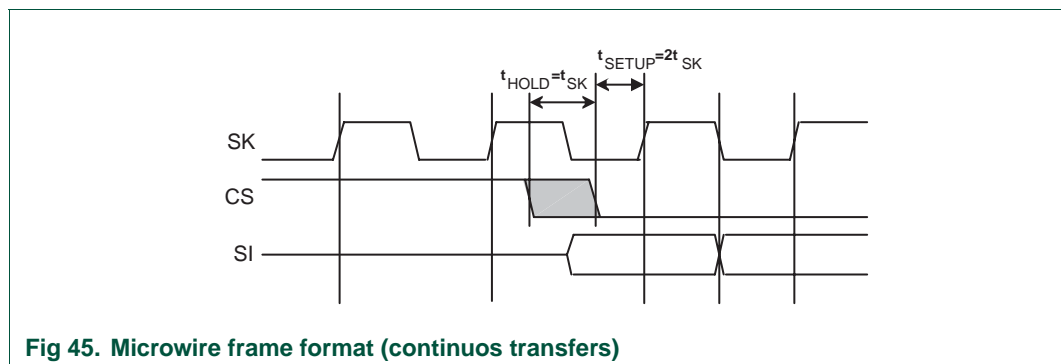 tSETUP=2tSK
tHOLD=tSK
SK
CS
SI
Fig 45. Microwire frame format (continuos transfers)